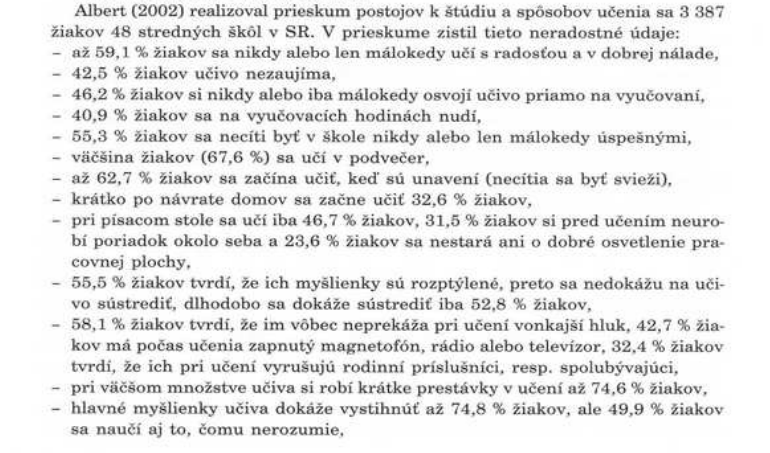 Albert (2002) realizoval prieskum postojov k štúdiu a spôsobov učenia sa 3 387
žiakov 48 stredných škôl v SR. V prieskume zistil tieto neradostné údaje:
– až 59,1 % žiakov sa nikdy alebo len málokedy učí s radosťou a v dobrej nálade,
– 42,5 % žiakov učivo nezaujíma,
– 46,2 % žiakov si nikdy alebo iba málokedy osvojí učivo priamo na vyučovaní,
– 40,9 % žiakov sa na vyučovacích hodinách nudí,
– 55,3 % žiakov sa necíti byť v škole nikdy alebo len málokedy úspešnými,
– väčšina žiakov (67,6 %) sa učí v podvečer,
– až 62,7 % žiakov sa začína učiť, keď sú unavení (necítia sa byť svieži),
– krátko po návrate domov sa začne učiť 32,6 % žiakov,
– pri písacom stole sa učí iba 46,7 % žiakov, 31,5 % žiakov si pred učením neuro-
bí poriadok okolo seba a 23,6 % žiakov sa nestará ani o dobré osvetlenie pra-
covnej plochy,
– 55,5 % žiakov tvrdí, že ich myšlienky sú rozptýlené, preto sa nedokážu na uči-
vo sústrediť, dlhodobo sa dokáže sústrediť iba 52,8 % žiakov,
– 58,1 % žiakov tvrdí, že im vôbec neprekáža pri učení vonkajší hluk, 42,7 % žia-
kov má počas učenia zapnutý magnetofón, rádio alebo televízor, 32,4 % žiakov
tvrdí, že ich pri učení vyrušujú rodinní príslušníci, resp. spolubývajúci,
– pri väčšom množstve učiva si robí krátke prestávky v učení až 74,6 % žiakov,
– hlavné myšlienky učiva dokáže vystihnúť až 74,8 % žiakov, ale 49,9 % žiakov
sa naučí aj to, čomu nerozumie,